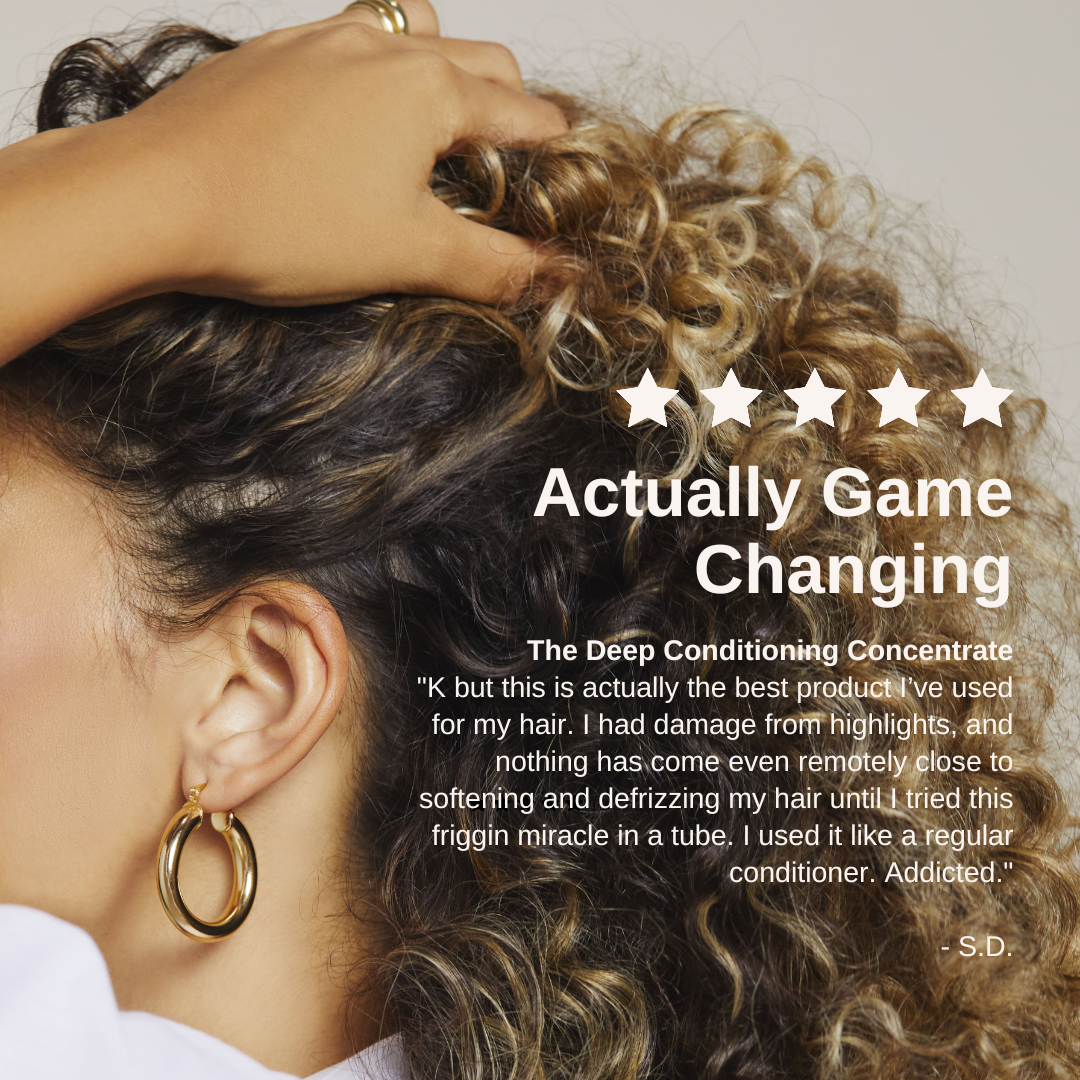 Actually Game
Changing
The Deep Conditioning Concentrate
"K but this is actually the best product I’ve used
for my hair. I had damage from highlights, and
nothing has come even remotely close to
softening and defrizzing my hair until I tried this
friggin miracle in a tube. I used it like a regular
conditioner. Addicted."
- S.D.